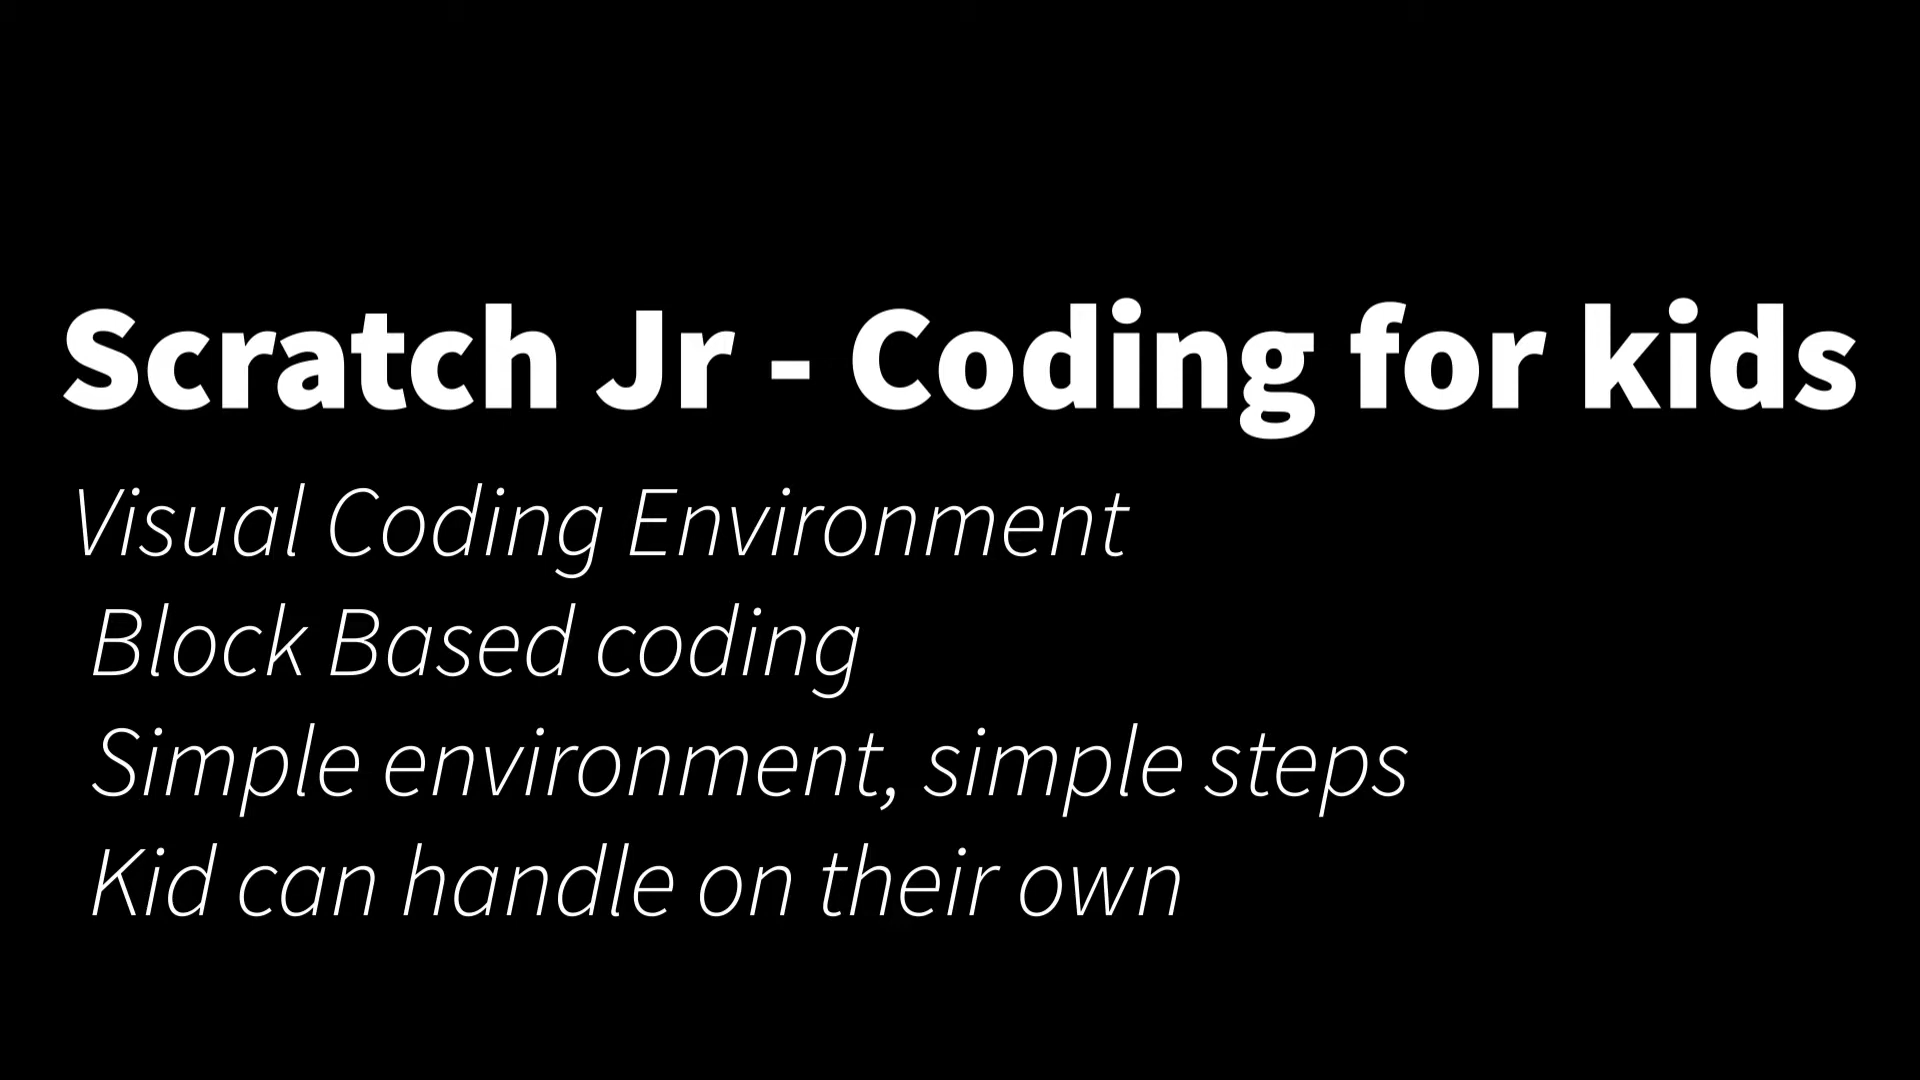 Scratch Jr - Coding for kids
Visual Coding Environment
Block Based coding
Simple environment, simple steps
Kid can handle on their own